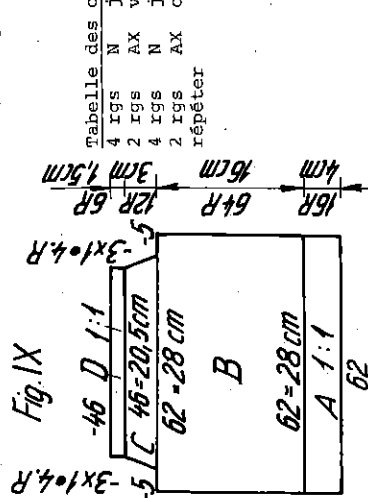 Fig. IX
-46 D 1:1
-3x1•4.R
-3x1•4.R
6R 1,5cm
C 46=20,5cm
12R 3cm
-5
-5
62=28 cm
B
64R 16cm
62=28 cm
A 1:1
16R 4cm
62
Tabelle des
4 rgs N
2 rgs AX
4 rgs N
2 rgs AX
répéter